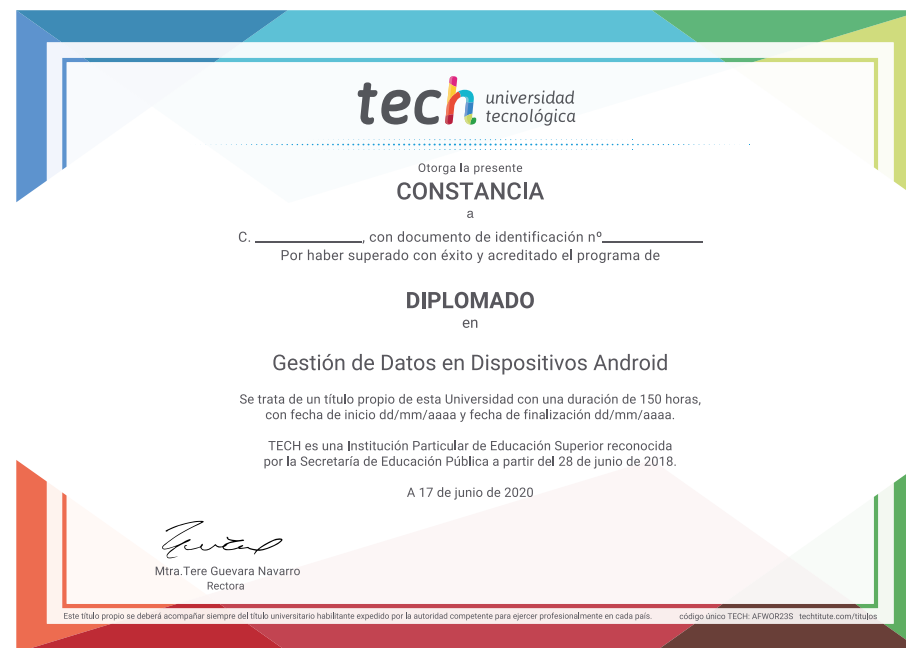 tech universidad
tecnológica
Otorga la presente
CONSTANCIA
a
C. ____________, con documento de identificación nº____________
Por haber superado con éxito y acreditado el programa de
DIPLOMADO
en
Gestión de Datos en Dispositivos Android
Se trata de un título propio de esta Universidad con una duración de 150 horas,
con fecha de inicio dd/mm/aaaa y fecha de finalización dd/mm/aaaa.
TECH es una Institución Particular de Educación Superior reconocida
por la Secretaría de Educación Pública a partir del 28 de junio de 2018.
A 17 de junio de 2020
Mtra.Tere Guevara Navarro
Rectora
Este título propio se deberá acompañar siempre del título universitario habilitante expedido por la autoridad competente para ejercer profesionalmente en cada país. código único TECH: AFWOR23S techtitute.com/titulos